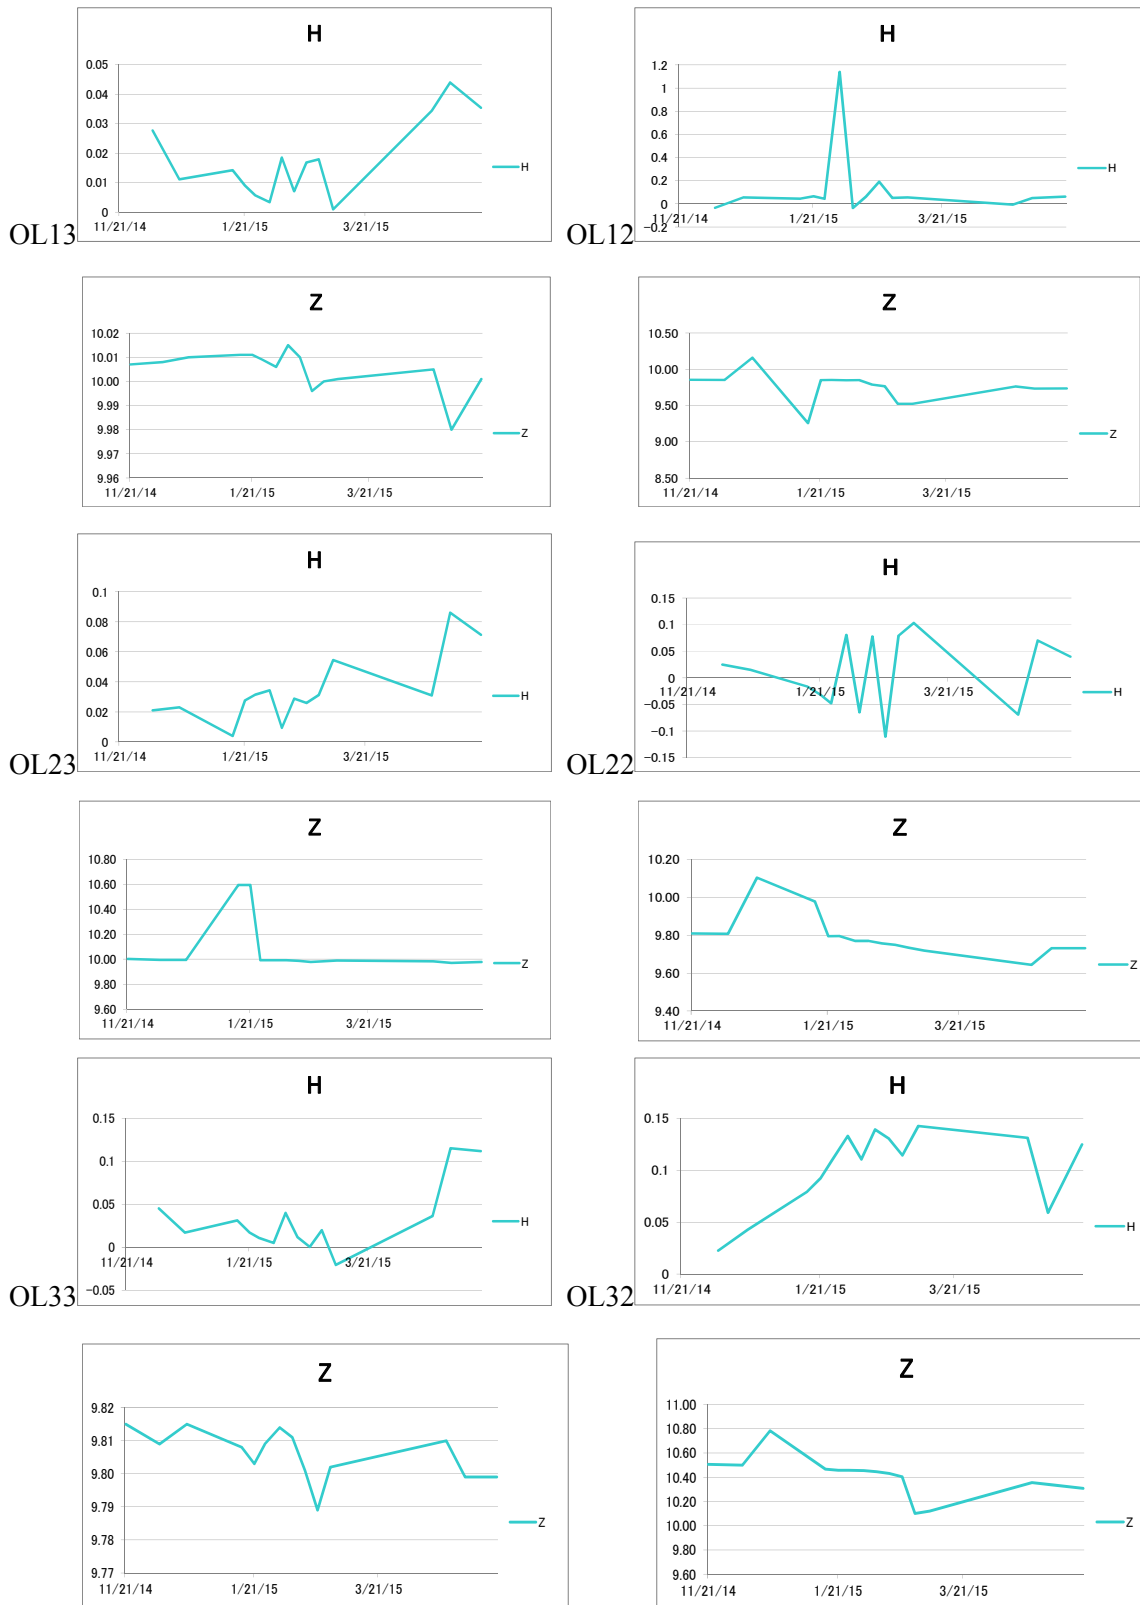 H
0.05
0.04
0.03
0.02
0.01
0
11/21/14 1/21/15 3/21/15
H
OL13
H
1.2
1
0.8
0.6
0.4
0.2
0
−0.2
11/21/14 1/21/15 3/21/15
H
OL12
Z
10.02
10.01
10.00
9.99
9.98
9.97
9.96
11/21/14 1/21/15 3/21/15
Z
Z
10.50
10.00
9.50
9.00
8.50
11/21/14 1/21/15 3/21/15
Z
H
0.1
0.08
0.06
0.04
0.02
0
11/21/14 1/21/15 3/21/15
H
OL23
H
0.15
0.1
0.05
0
−0.05
−0.1
−0.15
11/21/14 1/21/15 3/21/15
H
OL22
Z
10.80
10.60
10.40
10.20
10.00
9.80
9.60
11/21/14 1/21/15 3/21/15
Z
Z
10.20
10.00
9.80
9.60
9.40
11/21/14 1/21/15 3/21/15
Z
H
0.15
0.1
0.05
0
−0.05
11/21/14 1/21/15 3/21/15
H
OL33
H
0.15
0.1
0.05
0
11/21/14 1/21/15 3/21/15
H
OL32
Z
9.82
9.81
9.80
9.79
9.78
9.77
11/21/14 1/21/15 3/21/15
Z
Z
11.00
10.80
10.60
10.40
10.20
10.00
9.80
9.60
11/21/14 1/21/15 3/21/15
Z